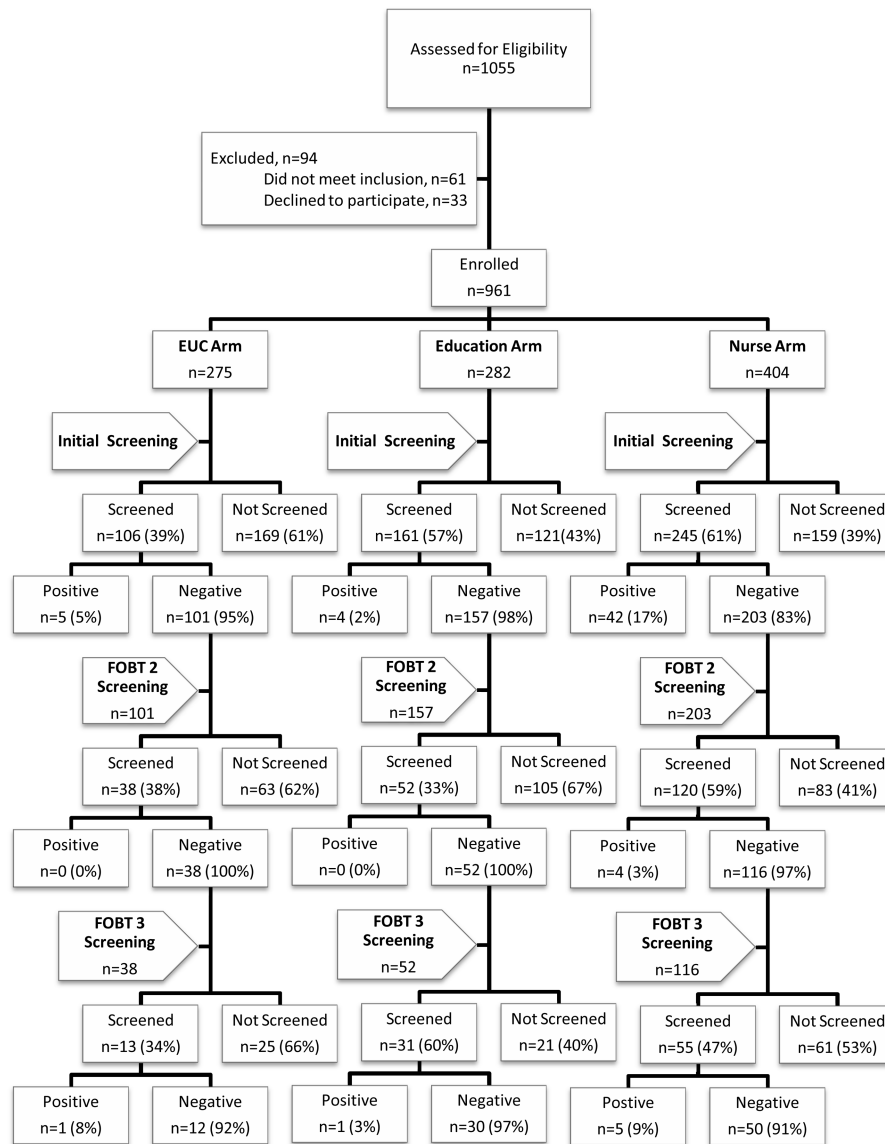 Assessed for Eligibility
n=1055
Excluded, n=94
Did not meet inclusion, n=61
Declined to participate, n=33
Enrolled
n=961
EUC Arm
n=275
Education Arm
n=282
Nurse Arm
n=404
Initial Screening
Initial Screening
Initial Screening
Screened
n=106 (39%)
Not Screened
n=169 (61%)
Screened
n=161 (57%)
Not Screened
n=121(43%)
Screened
n=245 (61%)
Not Screened
n=159 (39%)
Positive
n=5 (5%)
Negative
n=101 (95%)
Positive
n=4 (2%)
Negative
n=157 (98%)
Positive
n=42 (17%)
Negative
n=203 (83%)
FOBT 2
Screening
n=101
FOBT 2
Screening
n=157
FOBT 2
Screening
n=203
Screened
n=38 (38%)
Not Screened
n=63 (62%)
Screened
n=52 (33%)
Not Screened
n=105 (67%)
Screened
n=120 (59%)
Not Screened
n=83 (41%)
Positive
n=0 (0%)
Negative
n=38 (100%)
Positive
n=0 (0%)
Negative
n=52 (100%)
Positive
n=4 (3%)
Negative
n=116 (97%)
FOBT 3
Screening
n=38
FOBT 3
Screening
n=52
FOBT 3
Screening
n=116
Screened
n=13 (34%)
Not Screened
n=25 (66%)
Screened
n=31 (60%)
Not Screened
n=21 (40%)
Screened
n=55 (47%)
Not Screened
n=61 (53%)
Positive
n=1 (8%)
Negative
n=12 (92%)
Positive
n=1 (3%)
Negative
n=30 (97%)
Positive
n=5 (9%)
Negative
n=50 (91%)